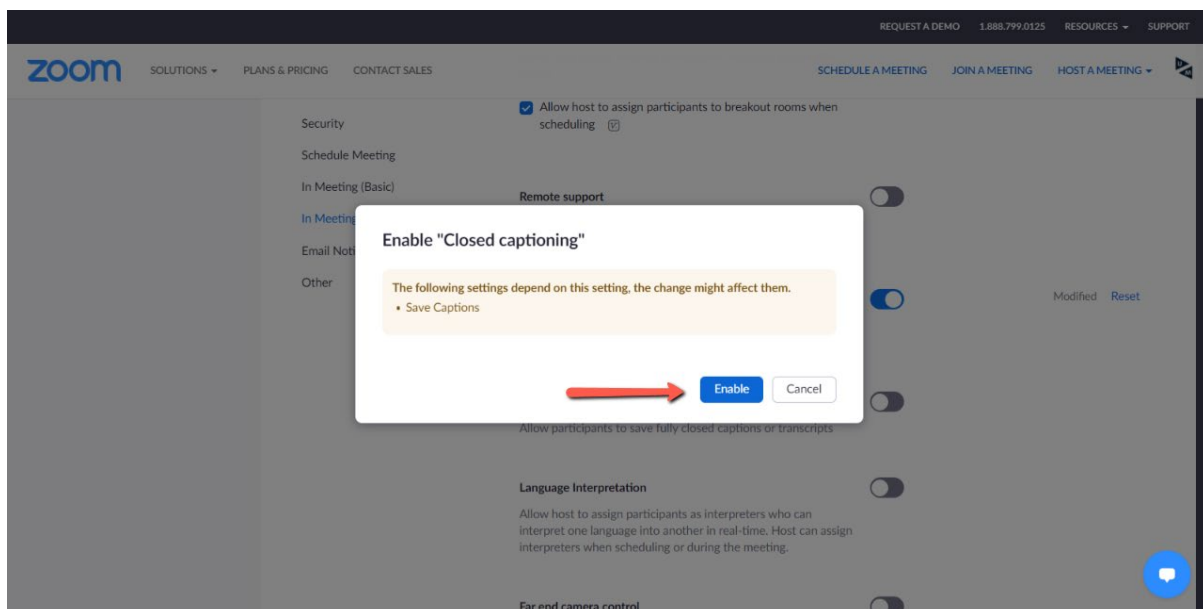 REQUEST A DEMO 1.888.799.0125 RESOURCES SUPPORT
zoom SOLUTIONS PLANS & PRICING CONTACT SALES SCHEDULE A MEETING JOIN A MEETING HOST A MEETING
Allow host to assign participants to breakout rooms when
scheduling
Security
Schedule Meeting
In Meeting (Basic)
In Meeting
Email Noti
Other
Remote support
Modified Reset
Enable "Closed captioning"
The following settings depend on this setting, the change might affect them.
• Save Captions
Enable Cancel
Allow participants to save fully closed captions or transcripts
Language Interpretation
Allow host to assign participants as interpreters who can
interpret one language into another in real-time. Host can assign
interpreters when scheduling or during the meeting.
Far end camera control